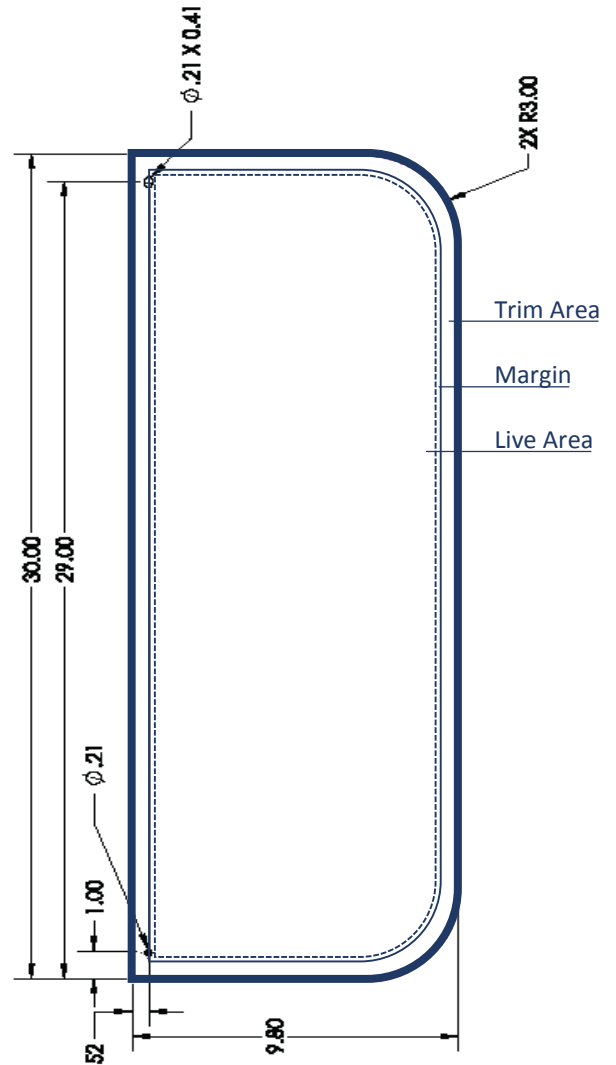 ⌀ .21 X 0.41
2X R3.00
30.00
29.00
Trim Area
Margin
Live Area
⌀ .21
1.00
52
9.80